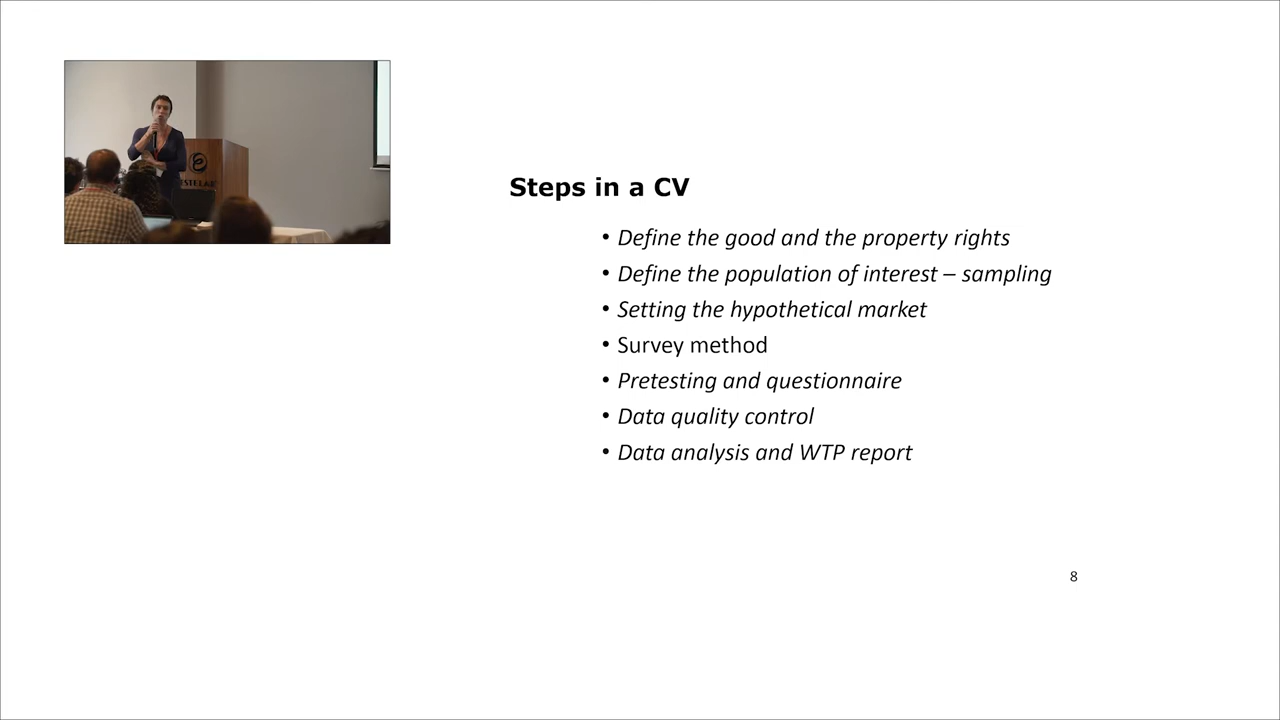 Steps in a CV
• Define the good and the property rights
• Define the population of interest – sampling
• Setting the hypothetical market
• Survey method
• Pretesting and questionnaire
• Data quality control
• Data analysis and WTP report
8